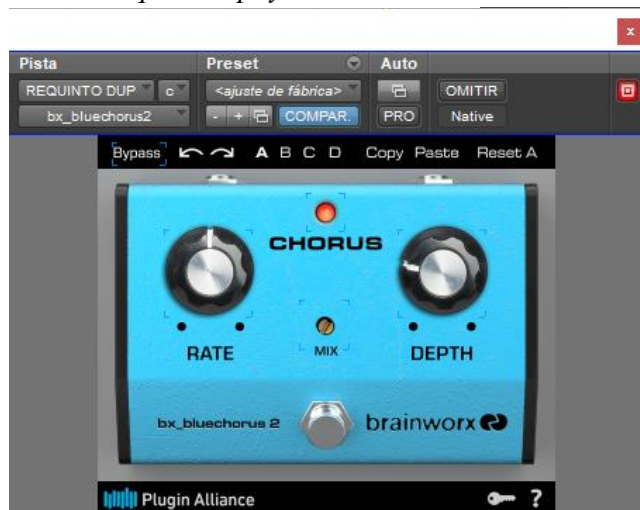 x
Pista Preset Auto
REQUINTO DUP c <ajuste de fábrica> OMITIR
bx_bluechorus2 - + COMPAR. PRO Native
Bypass A B C D Copy Paste Reset A
CHORUS
RATE MIX DEPTH
bx_bluechorus 2 brainworx
Plugin Alliance ?